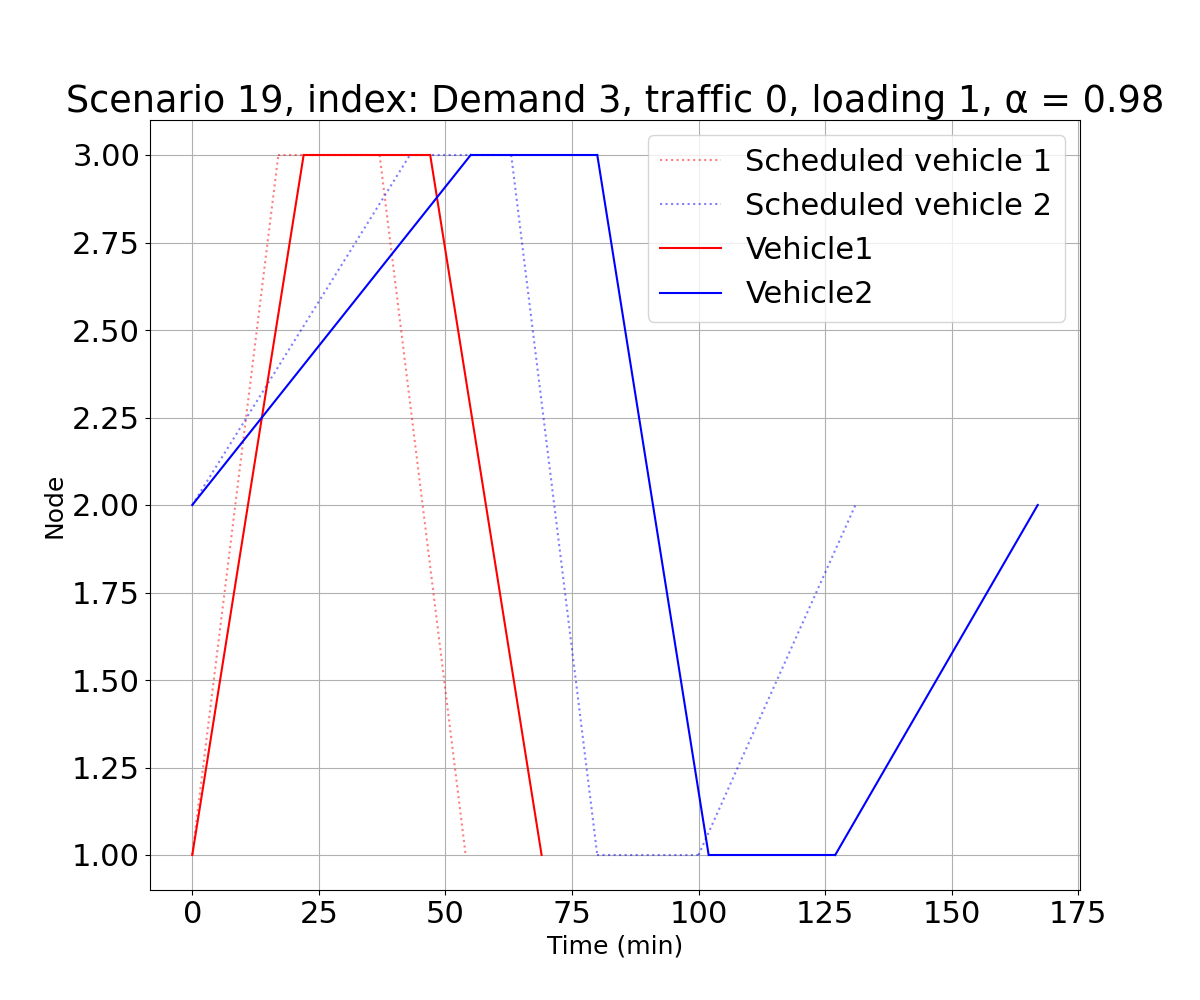 Scenario 19, index: Demand 3, traffic 0, loading 1, α = 0.98
Scheduled vehicle 1
Scheduled vehicle 2
Vehicle1
Vehicle2
3.00
2.75
2.50
2.25
2.00
1.75
1.50
1.25
1.00
Node
0 25 50 75 100 125 150 175
Time (min)